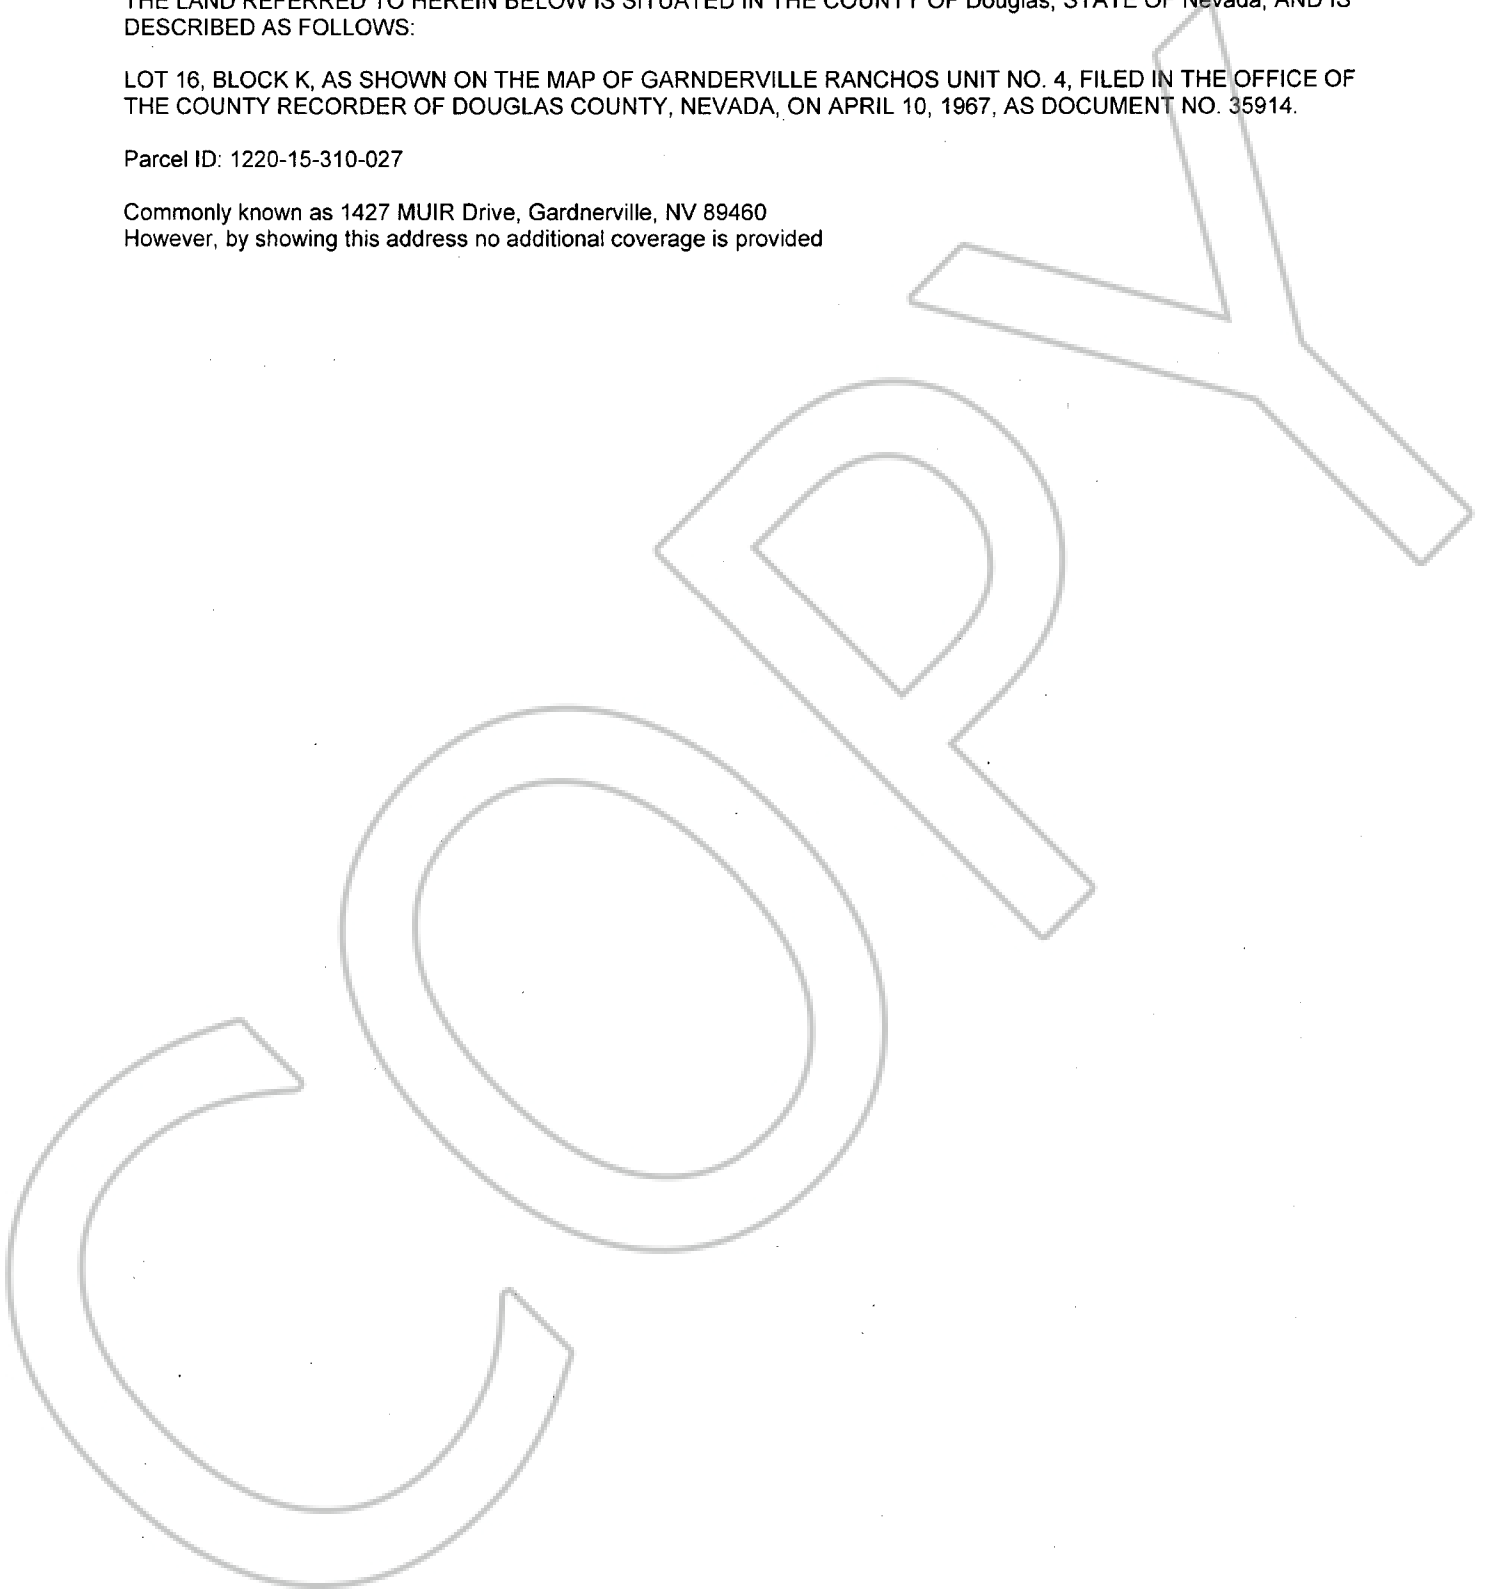 THE LAND REFERRED TO HEREIN BELOW IS SITUATED IN THE COUNTY OF Douglas, STATE OF Nevada, AND IS
DESCRIBED AS FOLLOWS:
LOT 16, BLOCK K, AS SHOWN ON THE MAP OF GARNDERVILLE RANCHOS UNIT NO. 4, FILED IN THE OFFICE OF
THE COUNTY RECORDER OF DOUGLAS COUNTY, NEVADA, ON APRIL 10, 1967, AS DOCUMENT NO. 35914.
Parcel ID: 1220-15-310-027
Commonly known as 1427 MUIR Drive, Gardnerville, NV 89460
However, by showing this address no additional coverage is provided
COPY